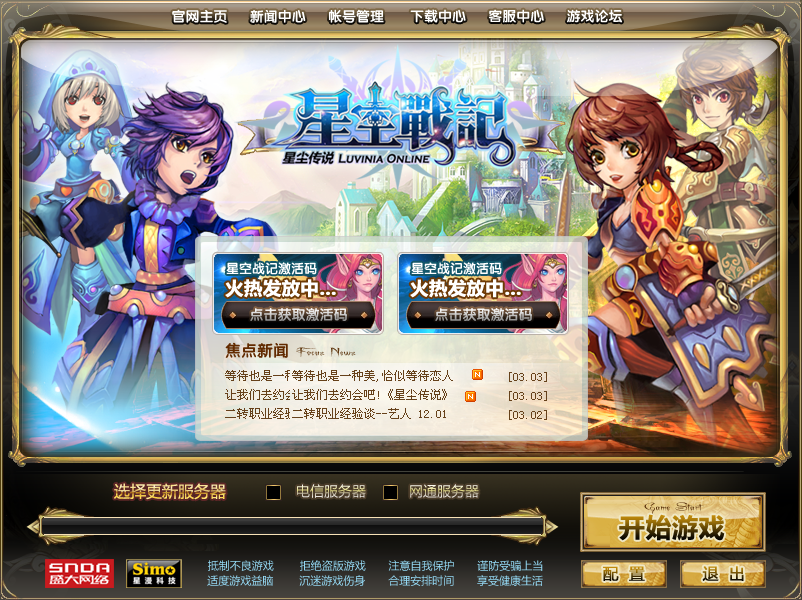 官网主页 新闻中心 帐号管理 下载中心 客服中心 游戏论坛
星空戰記
星尘传说 LUVINIA ONLINE
星空战记激活码
火热发放中...
点击获取激活码
星空战记激活码
火热发放中...
点击获取激活码
焦点新闻 Focus News
等待也是一种等待也是一种美,恰似等待恋人 N [03.03]
让我们去约会让我们去约会吧!《星尘传说》 N [03.03]
二转职业经验二转职业经验谈--艺人 12.01 [03.02]
选择更新服务器 电信服务器 网通服务器
Game Start
开始游戏
SNDA
盛大网络
Simo
星漫科技
抵制不良游戏 拒绝盗版游戏 注意自我保护 谨防受骗上当
适度游戏益脑 沉迷游戏伤身 合理安排时间 享受健康生活
配置 退出